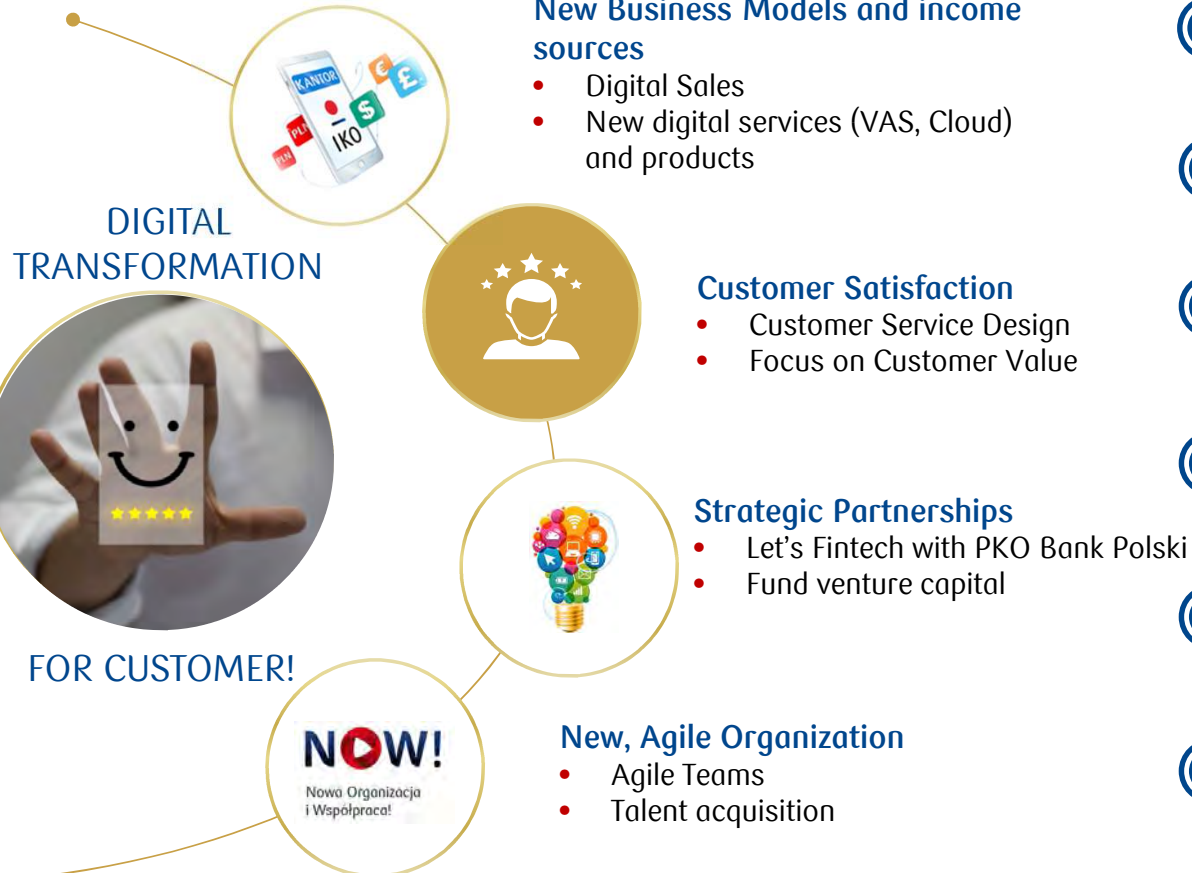 New Business Models and income
sources
• Digital Sales
• New digital services (VAS, Cloud)
and products
KANTOR
IKO
PLN
PLN
€
£
$
DIGITAL
TRANSFORMATION
Customer Satisfaction
• Customer Service Design
• Focus on Customer Value
Strategic Partnerships
• Let's Fintech with PKO Bank Polski
• Fund venture capital
FOR CUSTOMER!
NOW!
Nowa Organizacja
i Współpraca!
New, Agile Organization
• Agile Teams
• Talent acquisition